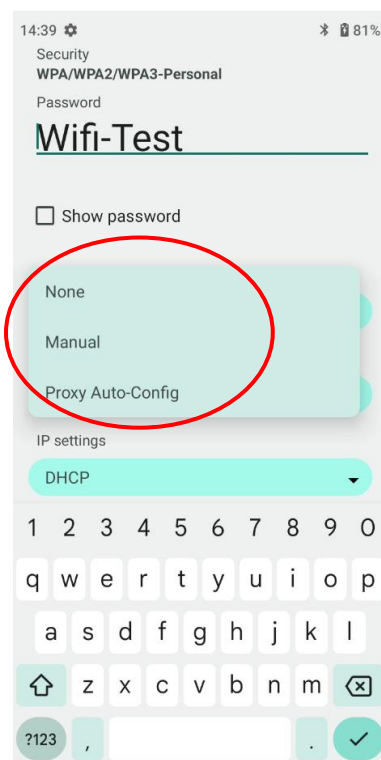 14:39 81%
Security
WPA/WPA2/WPA3-Personal
Password
Wifi-Test
Show password
None
Manual
Proxy Auto-Config
IP settings
DHCP
1 2 3 4 5 6 7 8 9 0
q w e r t y u i o p
a s d f g h j k l
z x c v b n m
?123 , .